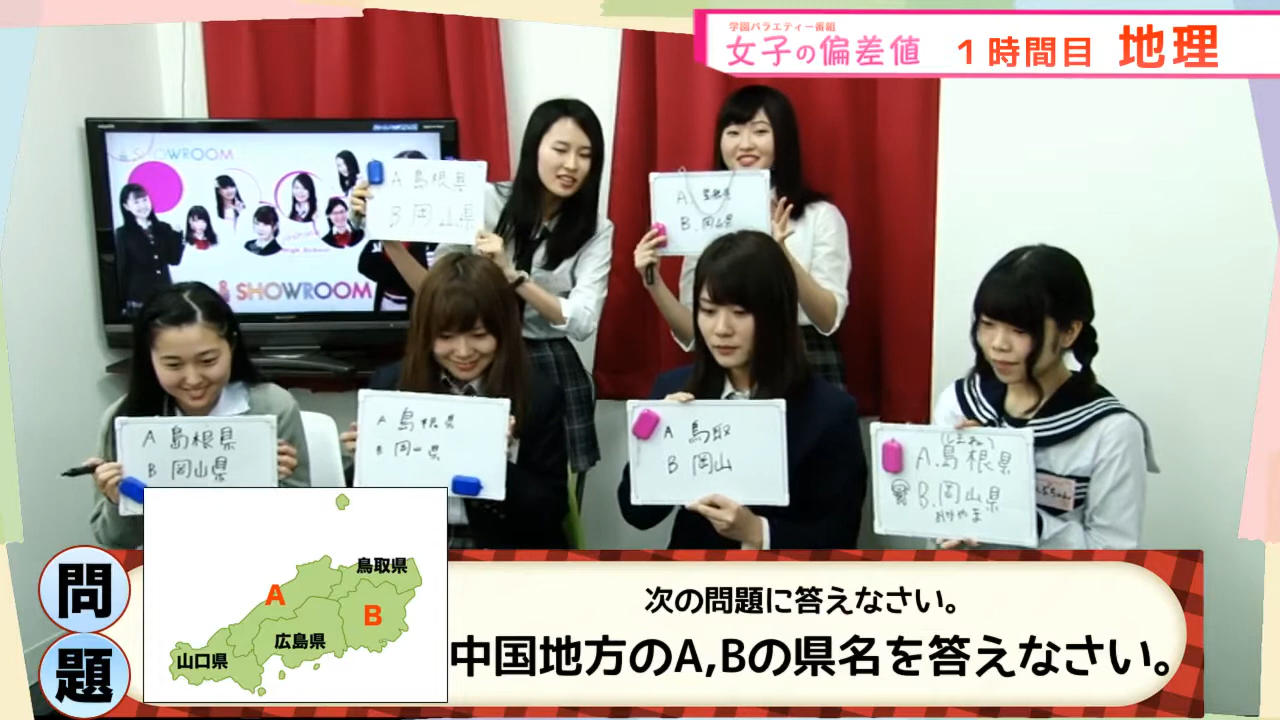 学園バラエティー番組
女子の偏差値 1時間目 地理
SHOWROOM
SHOWROOM
A 島根県
B 岡山県
A. 島根県
B. 岡山県
A 島根県
B 岡山県
A 島根県
B 岡山県
A 鳥取
B 岡山
(しまね)
A. 島根県
B. 岡山県
おかやま
問題
鳥取県
A
B
広島県
山口県
次の問題に答えなさい。
中国地方のA,Bの県名を答えなさい。